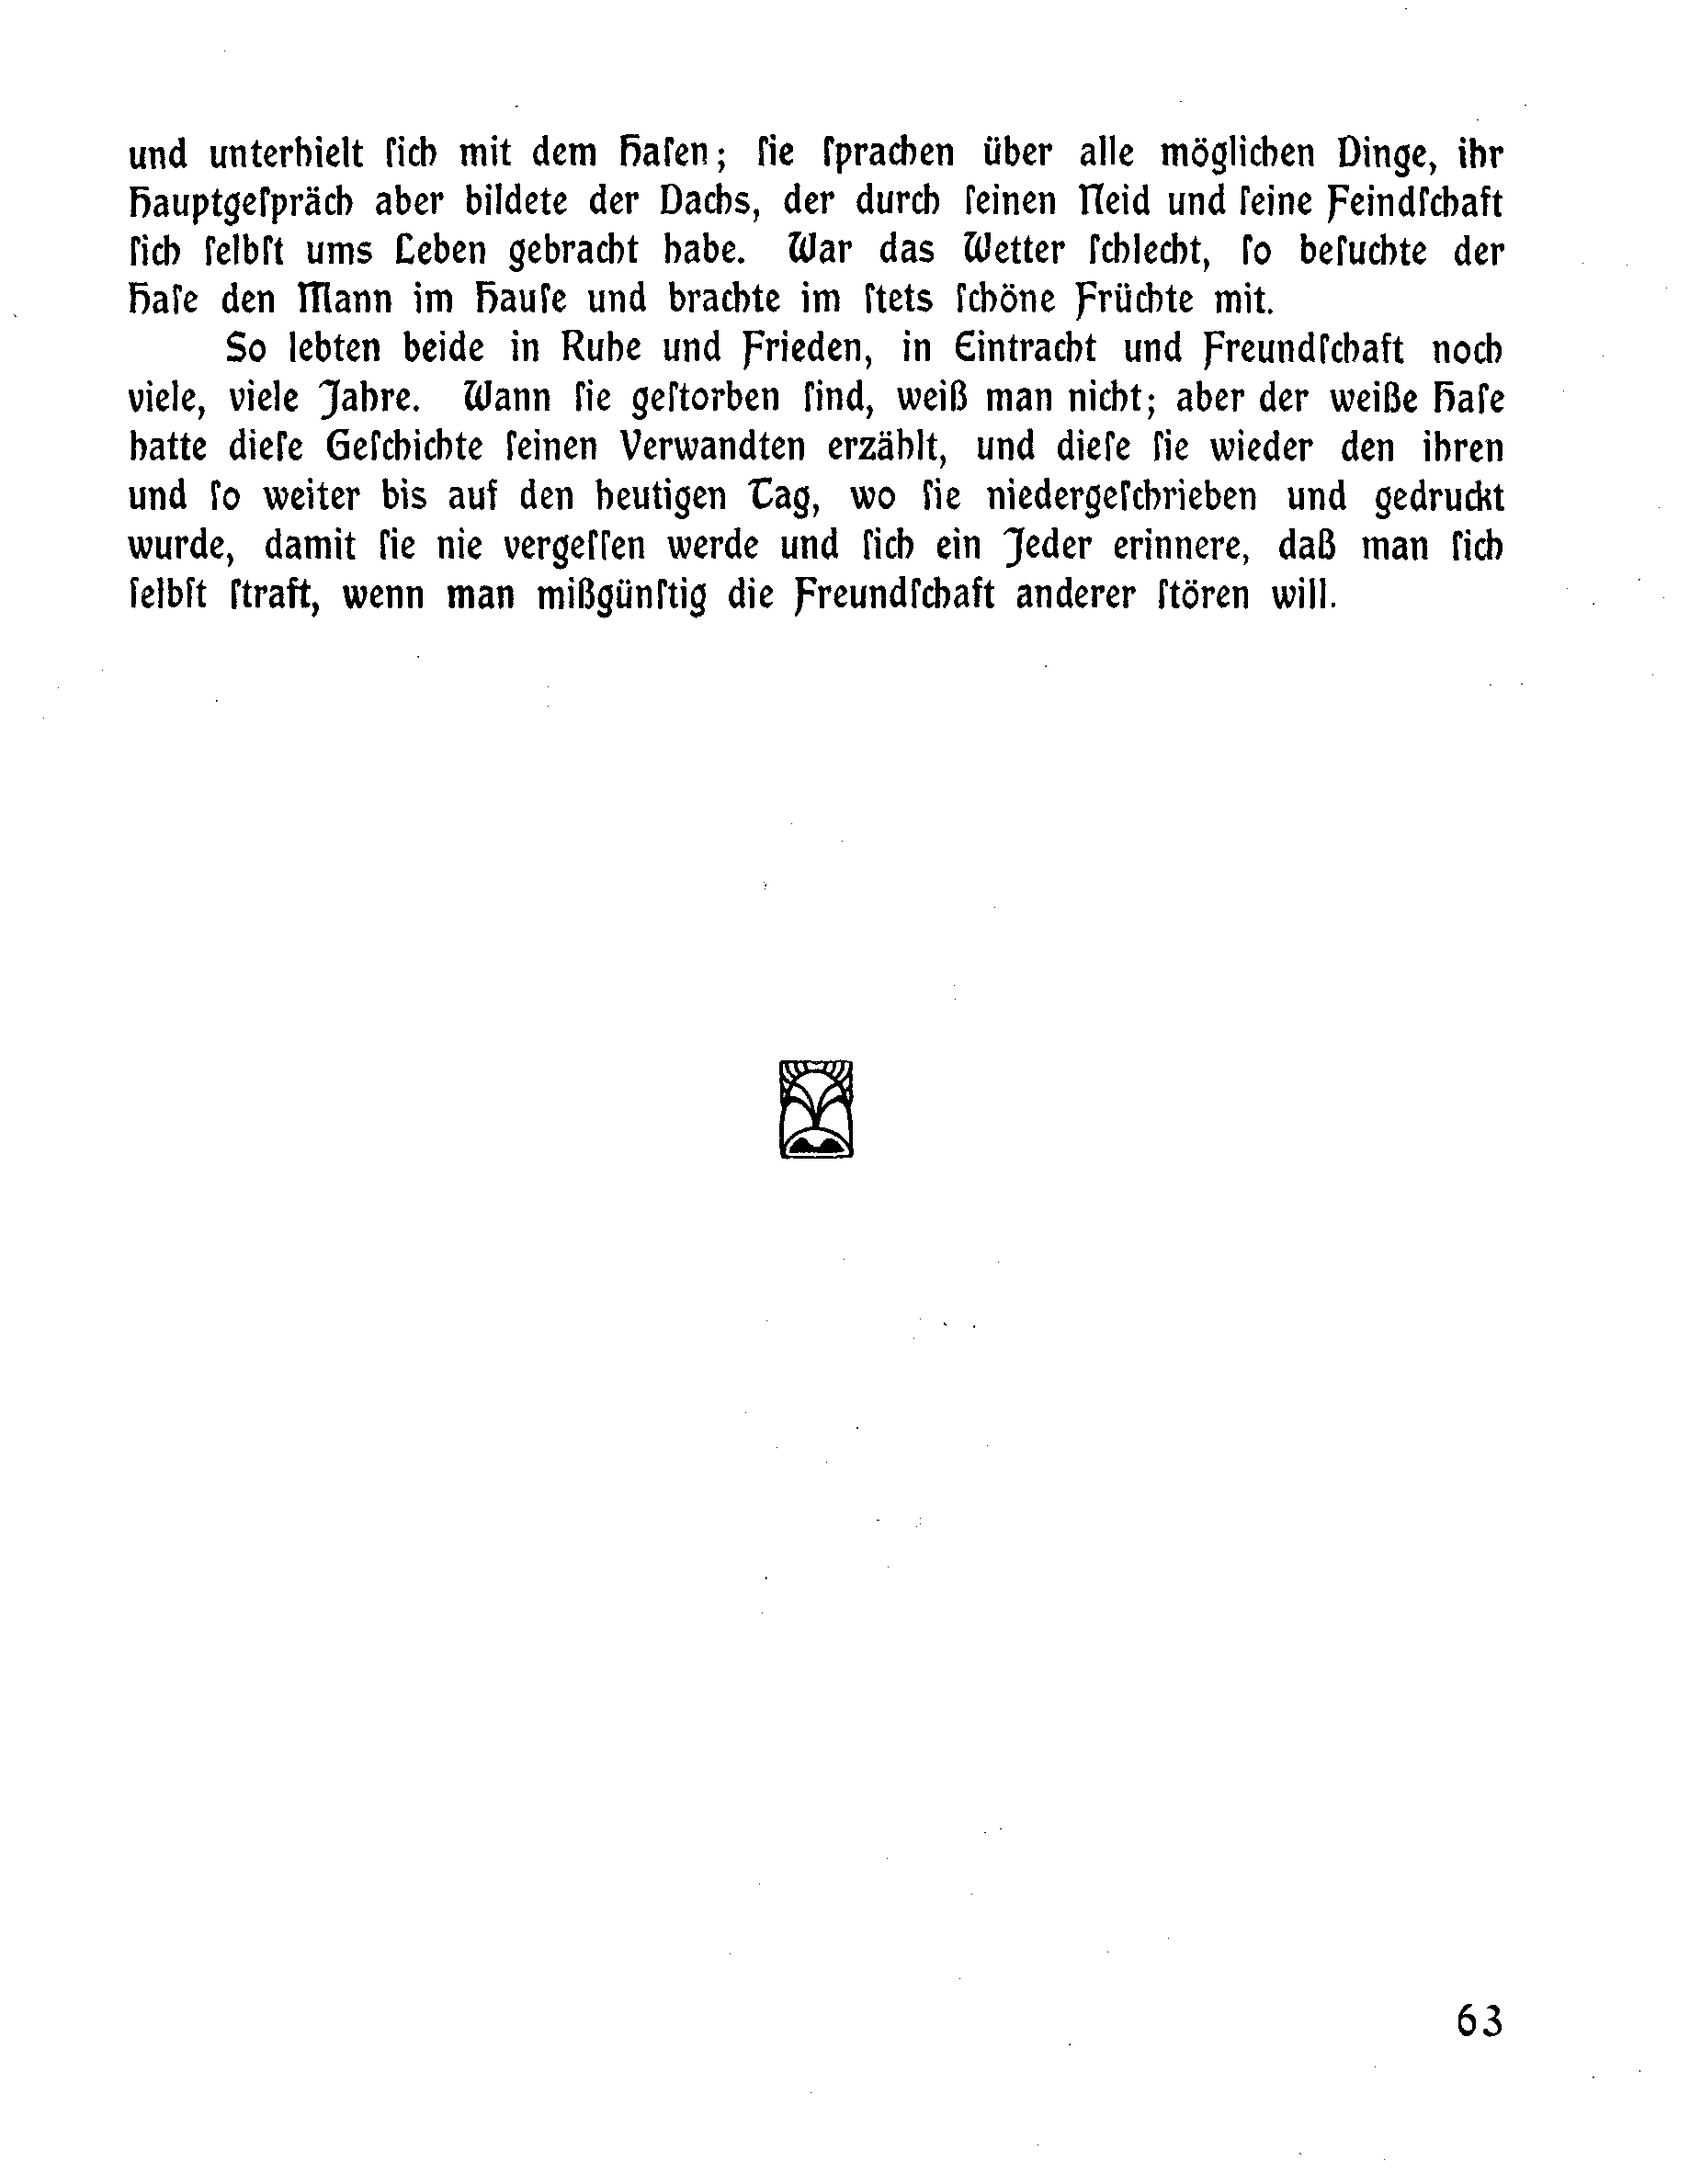 und unterhielt ſich mit dem Haſen; ſie ſprachen über alle möglichen Dinge, ihr
Hauptgeſpräch aber bildete der Dachs, der durch ſeinen Neid und ſeine Feindſchaft
ſich ſelbſt ums Leben gebracht habe. War das Wetter ſchlecht, ſo beſuchte der
Haſe den Mann im Hauſe und brachte im ſtets ſchöne Früchte mit.
So lebten beide in Ruhe und Frieden, in Eintracht und Freundſchaft noch
viele, viele Jahre. Wann ſie geſtorben ſind, weiß man nicht; aber der weiße Haſe
hatte dieſe Geſchichte ſeinen Verwandten erzählt, und dieſe ſie wieder den ihren
und ſo weiter bis auf den heutigen Tag, wo ſie niedergeſchrieben und gedruckt
wurde, damit ſie nie vergeſſen werde und ſich ein Jeder erinnere, daß man ſich
ſelbſt ſtraft, wenn man mißgünſtig die Freundſchaft anderer ſtören will.
63